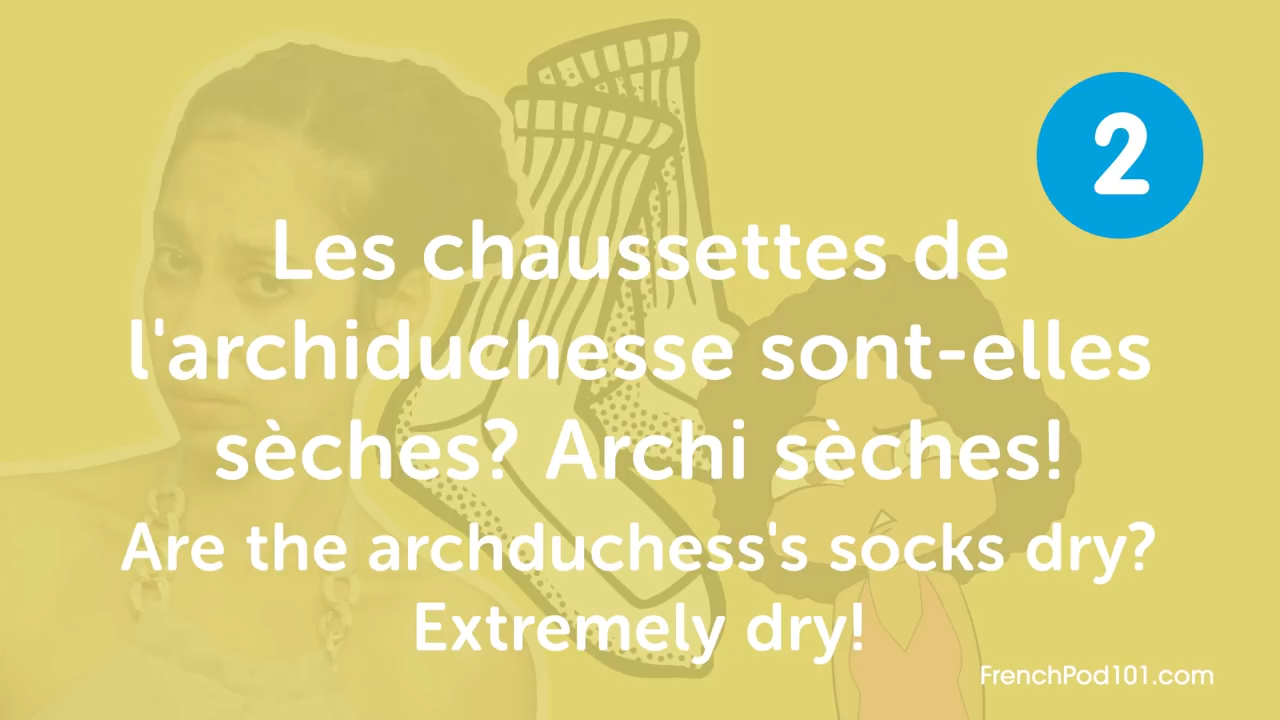 2
Les chaussettes de
l'archiduchesse sont-elles
sèches? Archi sèches!
Are the archduchess's socks dry?
Extremely dry!
FrenchPod101.com